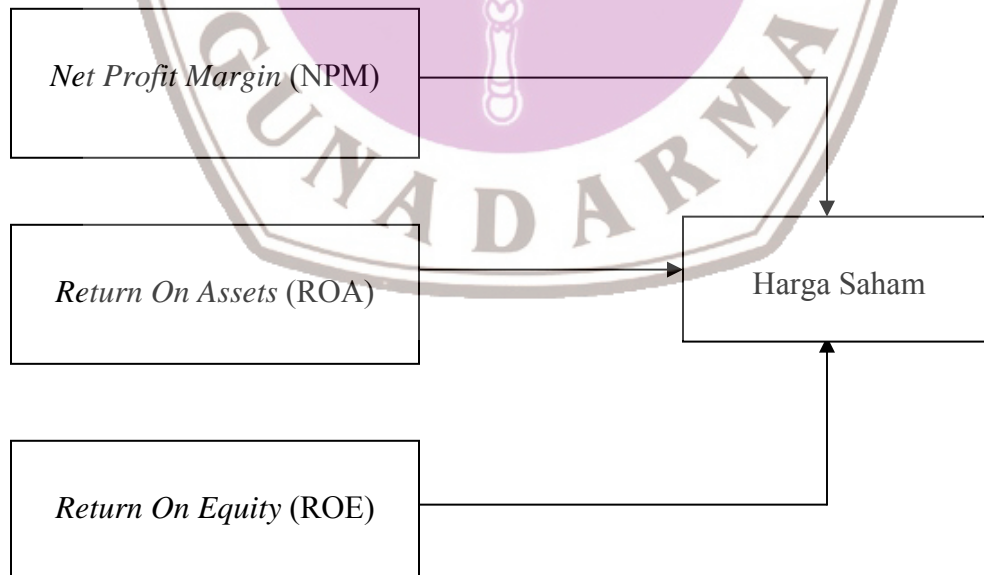 Net Profit Margin (NPM)
GUNADARMA
Return On Assets (ROA)
Harga Saham
Return On Equity (ROE)